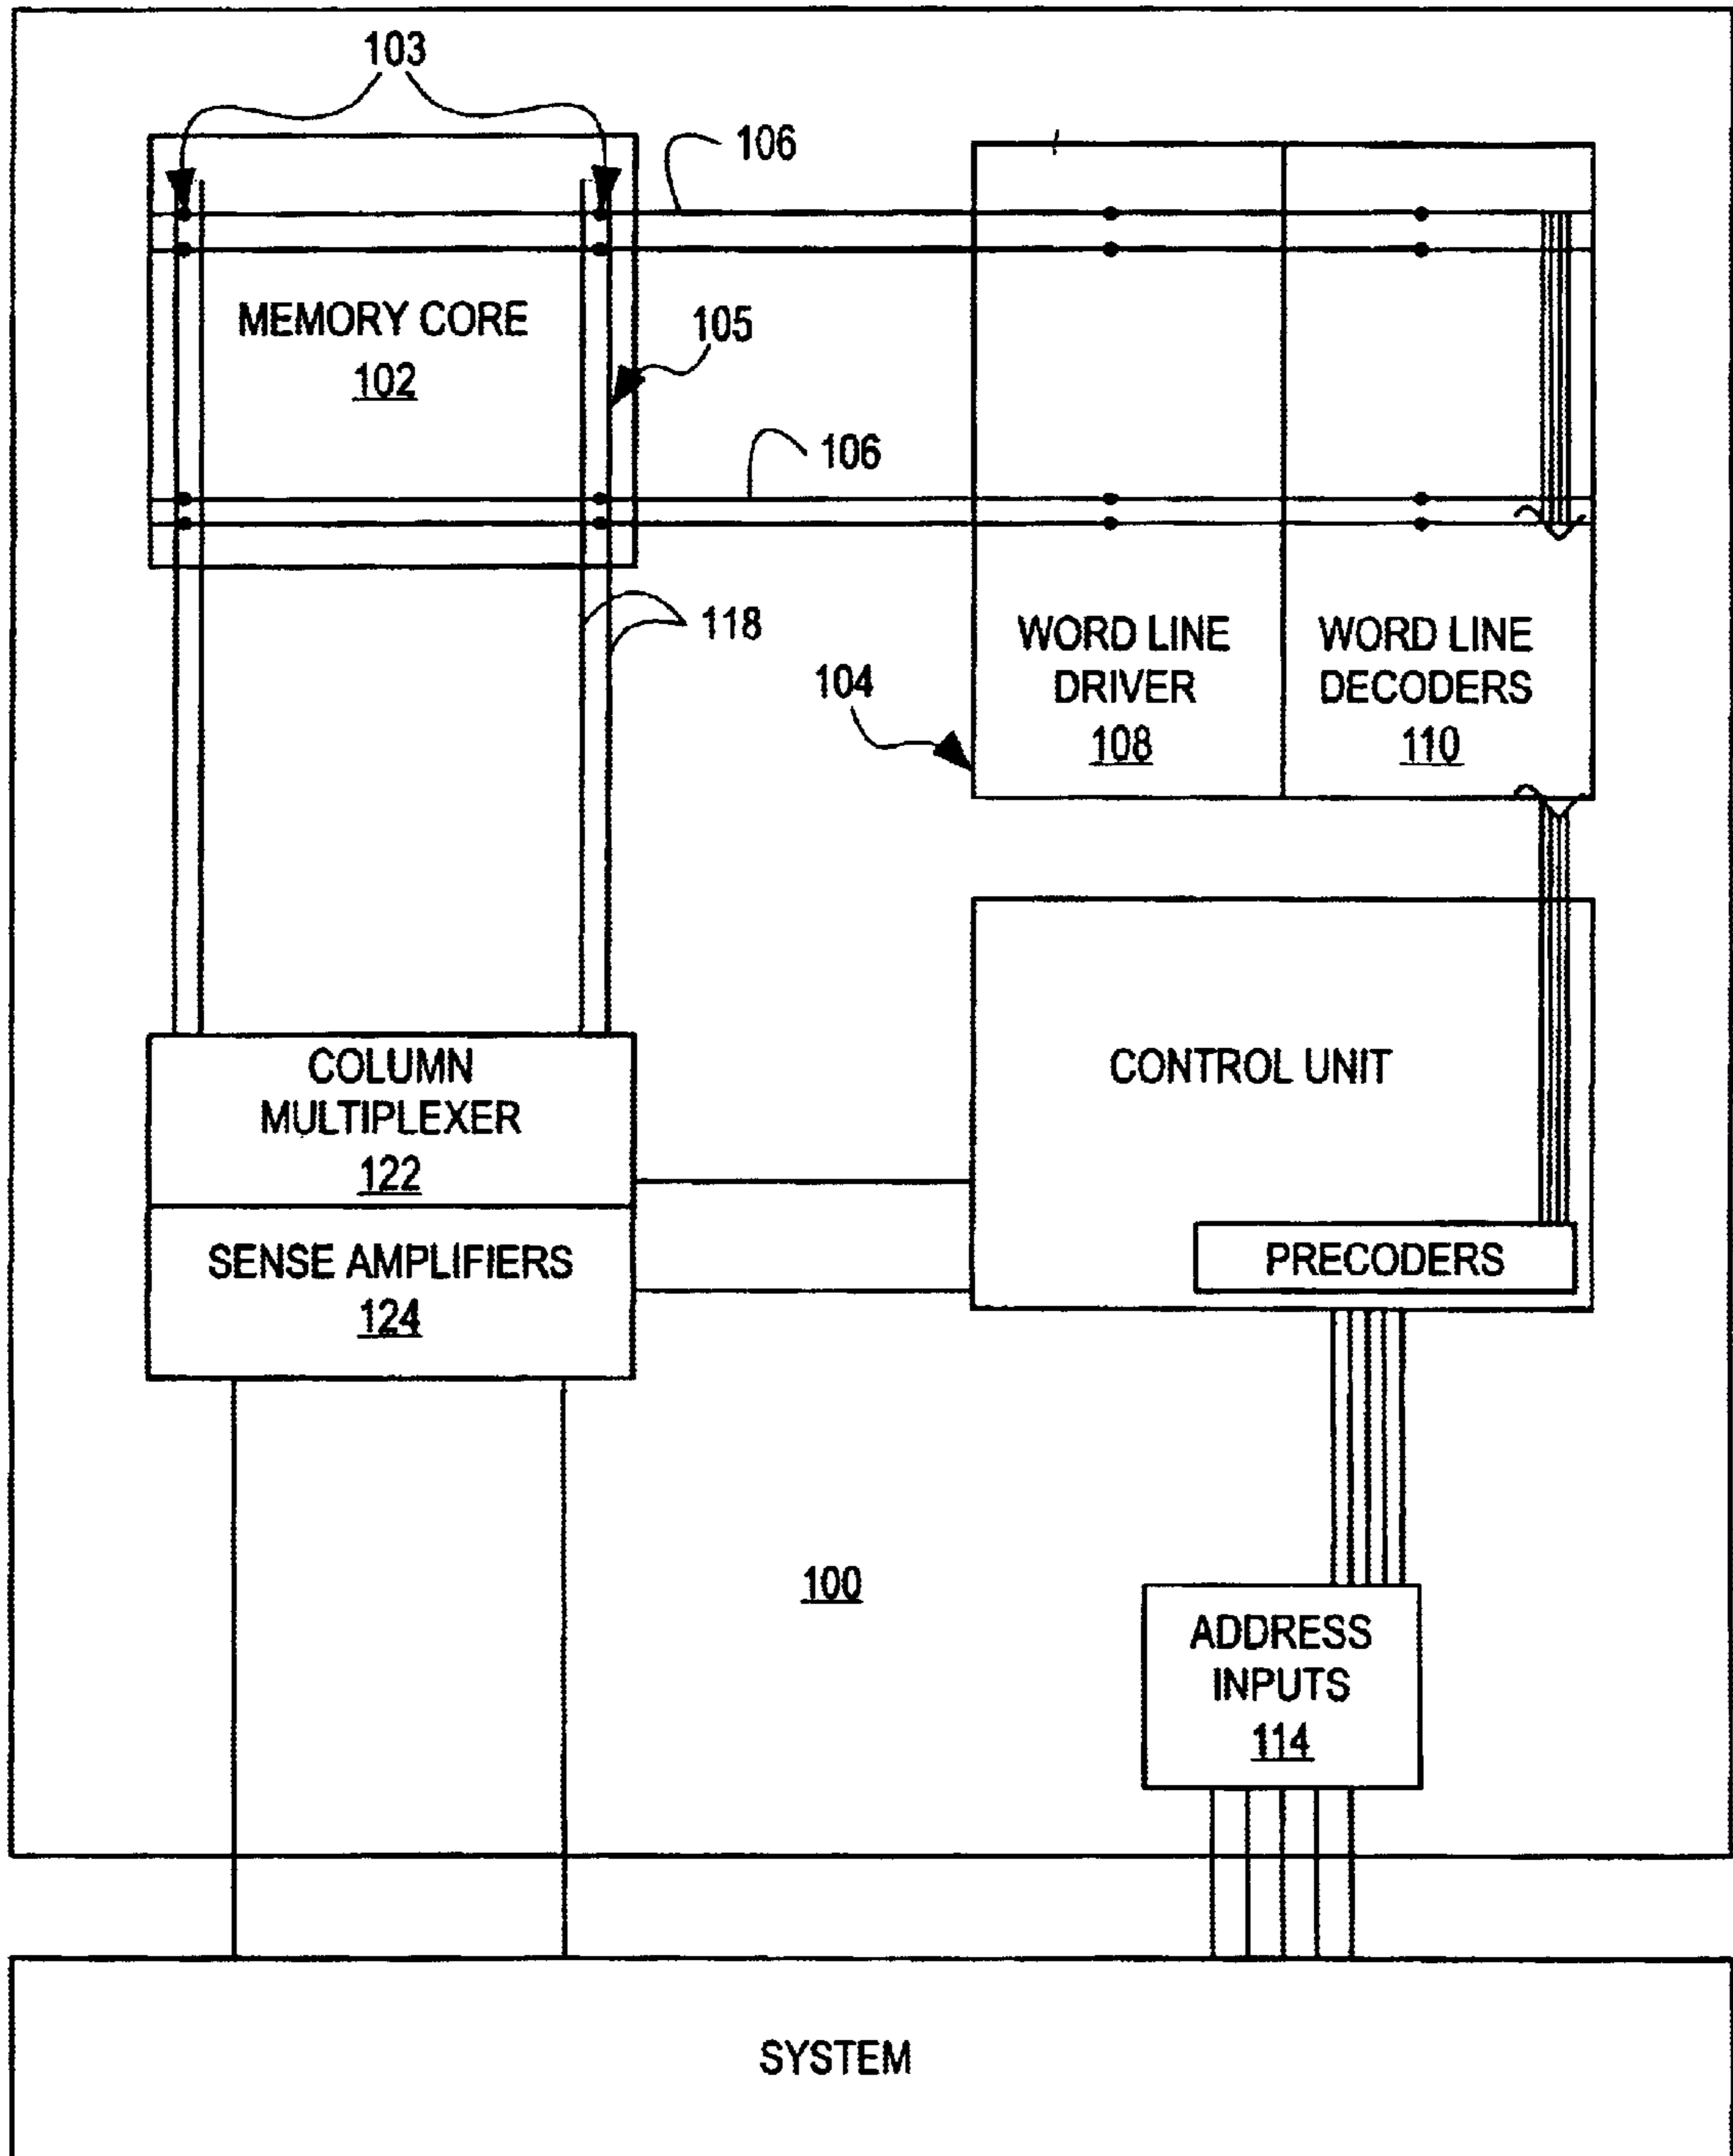 103
106
MEMORY CORE
102
105
106
118
WORD LINE
DRIVER
108
WORD LINE
DECODERS
110
104
COLUMN
MULTIPLEXER
122
SENSE AMPLIFIERS
124
CONTROL UNIT
PRECODERS
100
ADDRESS
INPUTS
114
SYSTEM